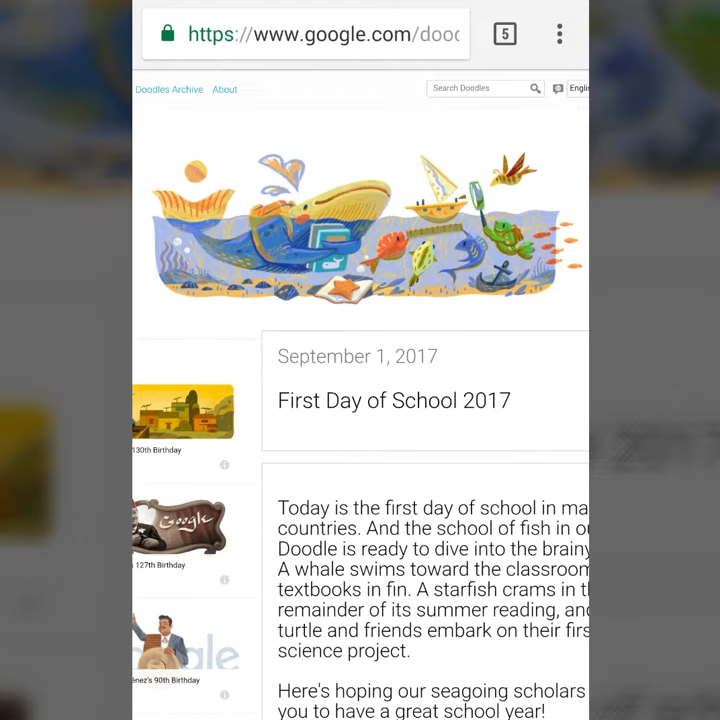 https://www.google.com/dooc
5
Doodles Archive About
Search Doodles
Englis
September 1, 2017
First Day of School 2017
130th Birthday
Google
127th Birthday
énez's 90th Birthday
Today is the first day of school in ma
countries. And the school of fish in ou
Doodle is ready to dive into the brainy
A whale swims toward the classroom
textbooks in fin. A starfish crams in th
remainder of its summer reading, and
turtle and friends embark on their firs
science project.
Here's hoping our seagoing scholars
you to have a great school year!